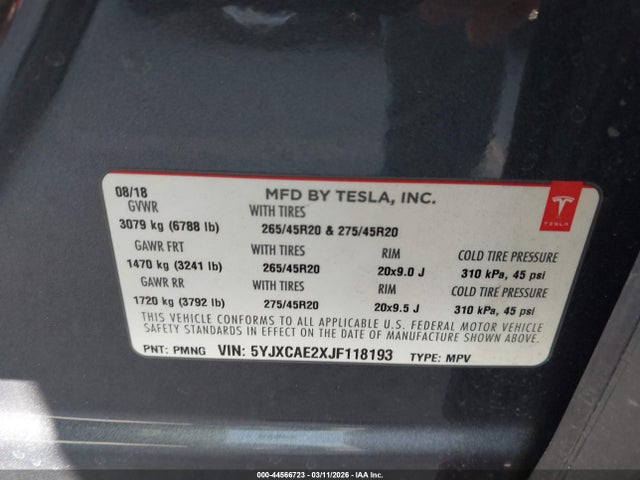 08/18 MFD BY TESLA, INC.
GVWR WITH TIRES
3079 kg (6788 lb) 265/45R20 & 275/45R20
GAWR FRT WITH TIRES RIM COLD TIRE PRESSURE
1470 kg (3241 lb) 265/45R20 20x9.0 J 310 kPa, 45 psi
GAWR RR WITH TIRES RIM COLD TIRE PRESSURE
1720 kg (3792 lb) 275/45R20 20x9.5 J 310 kPa, 45 psi
THIS VEHICLE CONFORMS TO ALL APPLICABLE U.S. FEDERAL MOTOR VEHICLE
SAFETY STANDARDS IN EFFECT ON THE DATE OF MANUFACTURE SHOWN ABOVE.
PNT: PMNG VIN: 5YJXCAE2XJF118193 TYPE: MPV
TESLA
000-44566723 - 03/11/2026 - IAA Inc.